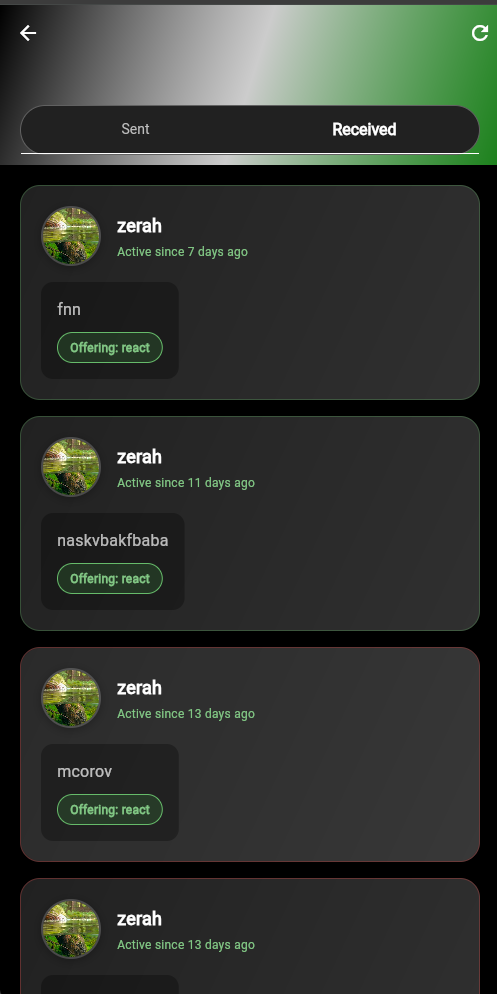 Sent
Received
zerah
Active since 7 days ago
fnn
Offering: react
zerah
Active since 11 days ago
naskvbakfbaba
Offering: react
zerah
Active since 13 days ago
mcorov
Offering: react
zerah
Active since 13 days ago